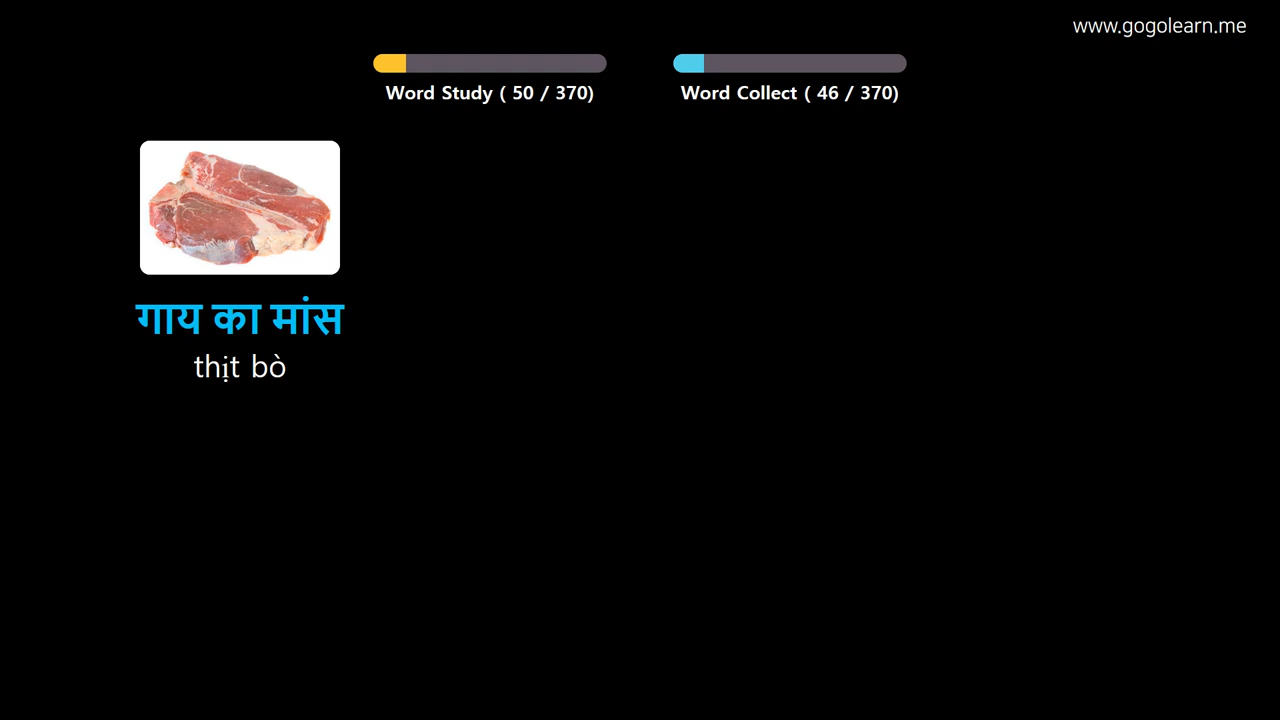 www.gogolearn.me
Word Study ( 50 / 370)
Word Collect ( 46 / 370)
गाय का मांस
thịt bò